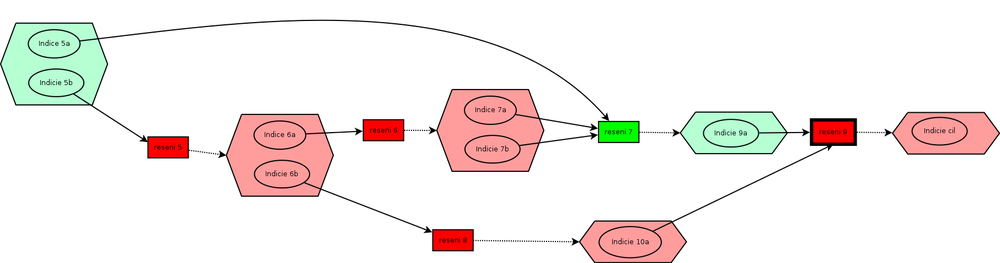 Indice 5a
Indicie 5b
reseni 5
Indice 6a
Indicie 6b
reseni 6
Indice 7a
Indicie 7b
reseni 7
Indicie 9a
reseni 9
Indicie cil
reseni 8
Indicie 10a